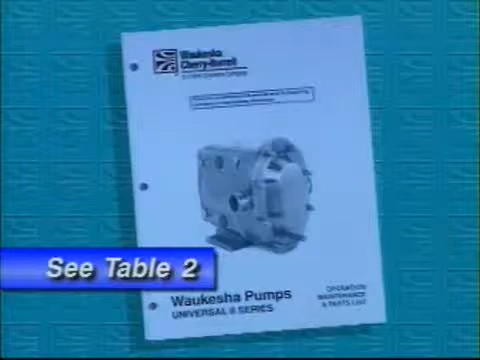 Waukesha
Cherry-Burrell
See Table 2
Waukesha Pumps
UNIVERSAL II SERIES
OPERATION
MAINTENANCE
& PARTS LIST